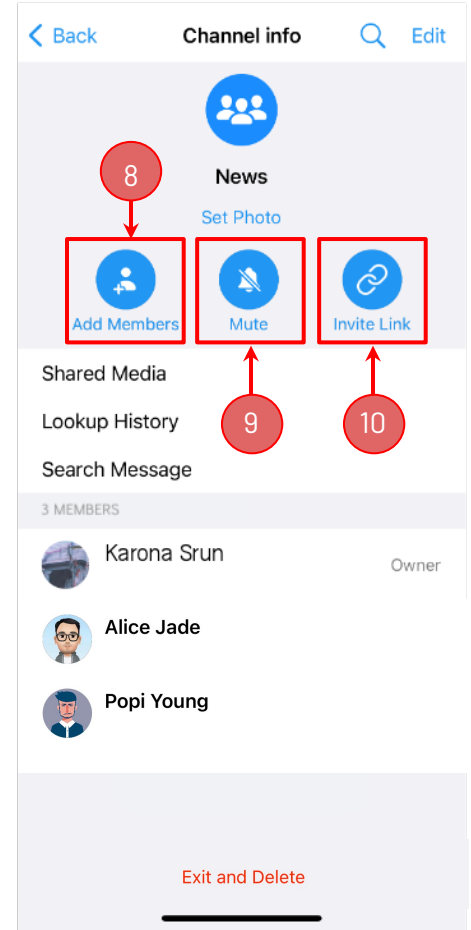 Back Channel info Edit
8
News
Set Photo
Add Members Mute Invite Link
Shared Media
9 10
Lookup History
Search Message
3 MEMBERS
Karona Srun
Owner
Alice Jade
Popi Young
Exit and Delete